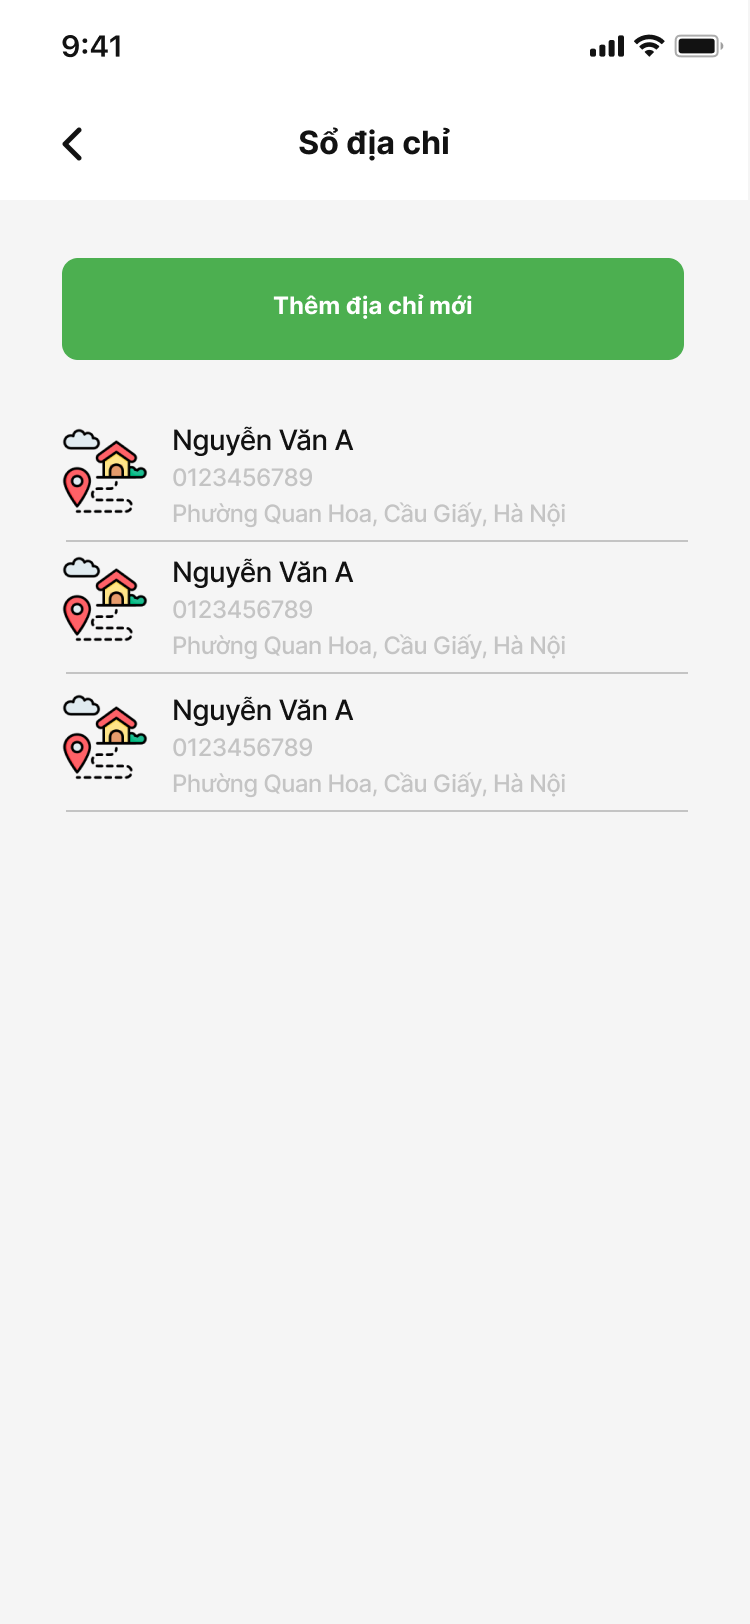 9:41
Sổ địa chỉ
Thêm địa chỉ mới
Nguyễn Văn A
0123456789
Phường Quan Hoa, Cầu Giấy, Hà Nội
Nguyễn Văn A
0123456789
Phường Quan Hoa, Cầu Giấy, Hà Nội
Nguyễn Văn A
0123456789
Phường Quan Hoa, Cầu Giấy, Hà Nội